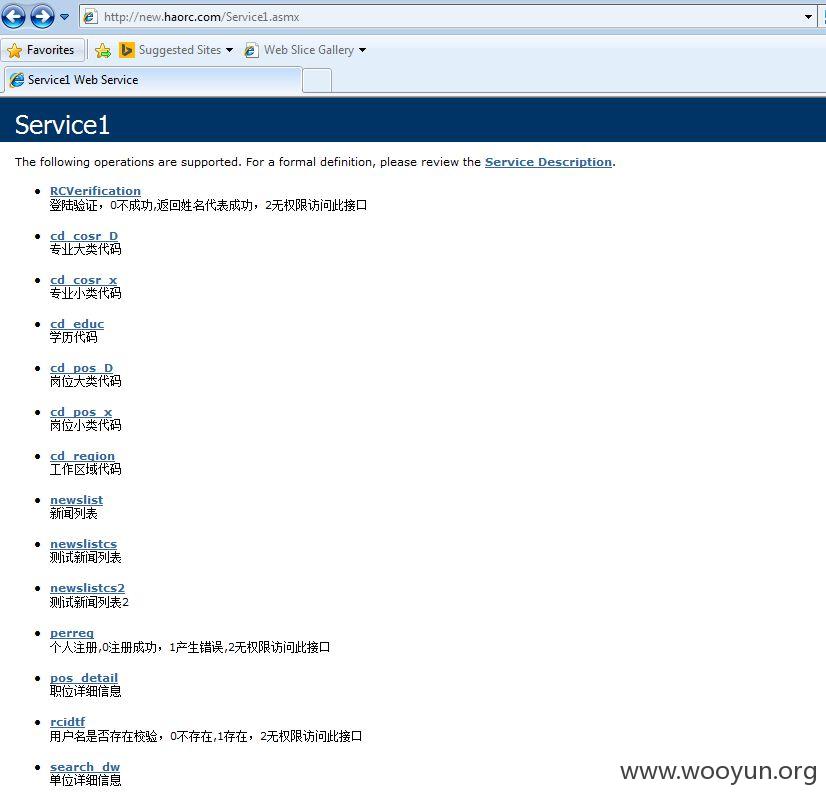 http://new.haorc.com/Service1.asmx
Favorites Suggested Sites Web Slice Gallery
Service1 Web Service
Service1
The following operations are supported. For a formal definition, please review the Service Description.
RCVerification
登陆验证，0不成功,返回姓名代表成功，2无权限访问此接口
cd_cosr_D
专业大类代码
cd_cosr_x
专业小类代码
cd_educ
学历代码
cd_pos_D
岗位大类代码
cd_pos_x
岗位小类代码
cd_region
工作区域代码
newslist
新闻列表
newslistcs
测试新闻列表
newslistcs2
测试新闻列表2
perreg
个人注册,0注册成功，1产生错误,2无权限访问此接口
pos_detail
职位详细信息
rcidtf
用户名是否存在校验，0不存在,1存在，2无权限访问此接口
search_dw
单位详细信息
www.wooyun.org